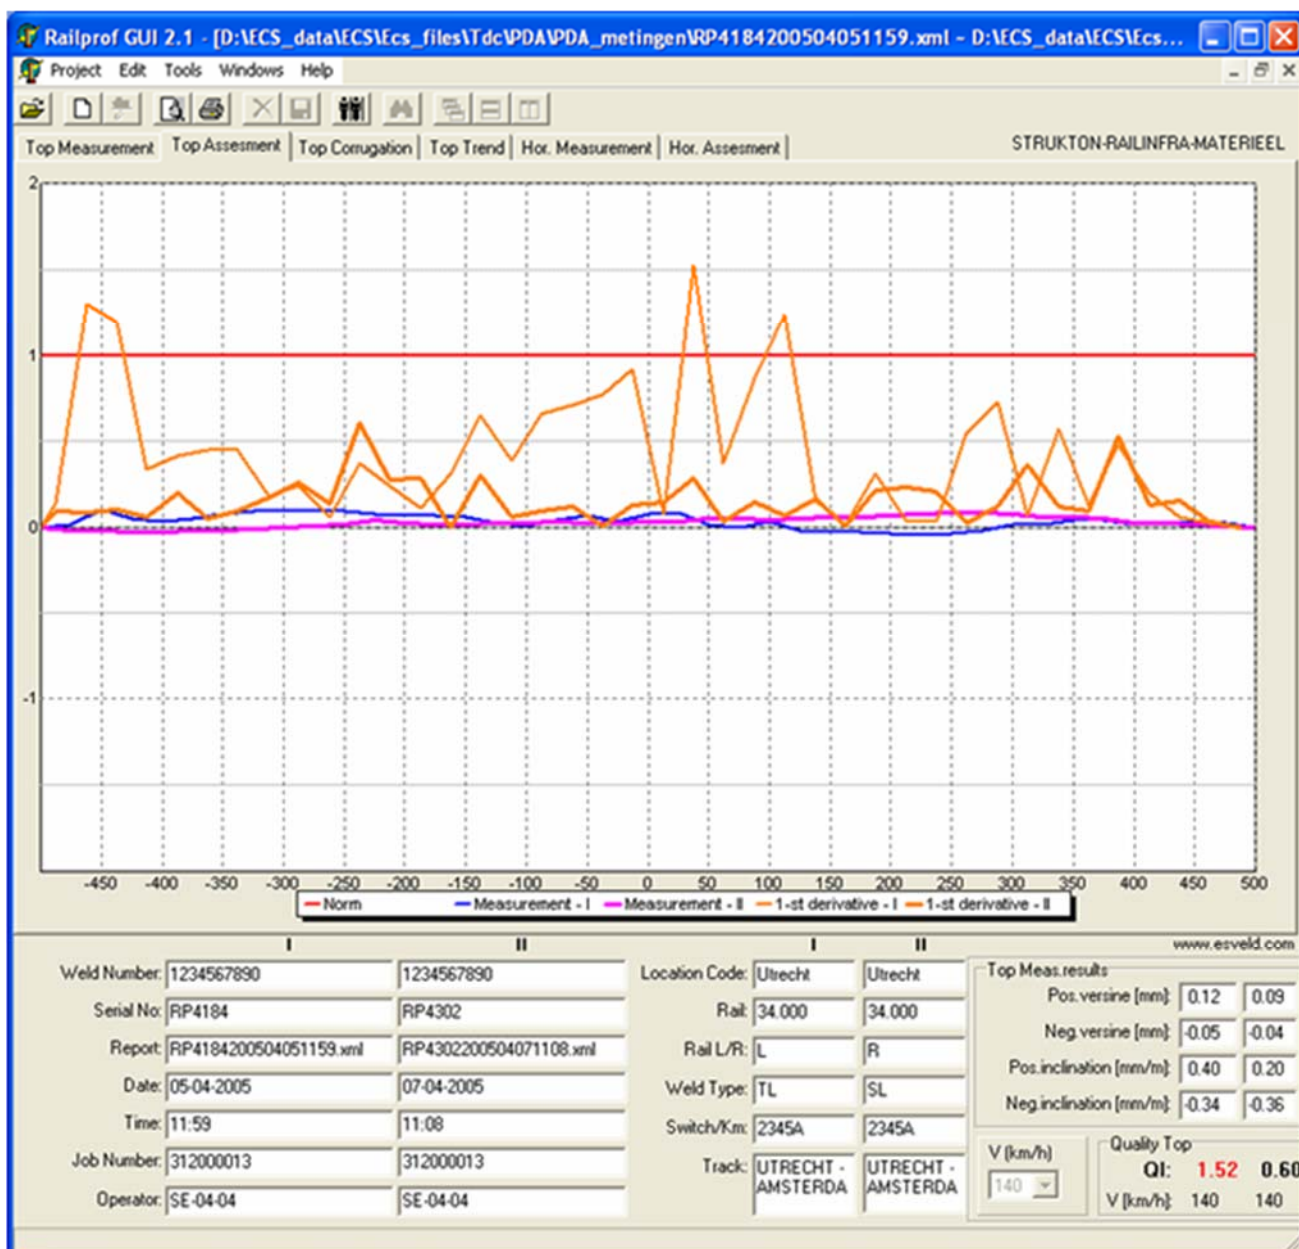 Railprof GUI 2.1 - [D:\ECS_data\ECS\Ecs_files\Tdc\PDA\PDA_metingen\RP4184200504051159.xml - D:\ECS_data\ECS\Ecs...
Project Edit Tools Windows Help
Top Measurement Top Assesment Top Corrugation Top Trend Hor. Measurement Hor. Assesment STRUKTON-RAILINFRA-MATERIEEL
2
1
0
-1
-450 -400 -350 -300 -250 -200 -150 -100 -50 0 50 100 150 200 250 300 350 400 450 500
Norm Measurement - I Measurement - II 1-st derivative - I 1-st derivative - II
I II I II www.esveld.com
Weld Number: 1234567890 1234567890 Location Code: Utrecht Utrecht Top Meas.results
Pos.versine [mm]: 0.12 0.09
Serial No: RP4184 RP4302 Rail: 34.000 34.000
Neg.versine [mm]: -0.05 -0.04
Report: RP4184200504051159.xml RP4302200504071108.xml Rail L/R: L R
Pos.inclination [mm/m]: 0.40 0.20
Date: 05-04-2005 07-04-2005 Weld Type: TL SL
Neg.inclination [mm/m]: -0.34 -0.36
Time: 11:59 11:08 Switch/Km: 2345A 2345A
V (km/h) Quality Top
Job Number: 312000013 312000013 Track: UTRECHT - UTRECHT -
QI: 1.52 0.60
AMSTERDA AMSTERDA
140
Operator: SE-04-04 SE-04-04 V [km/h]: 140 140